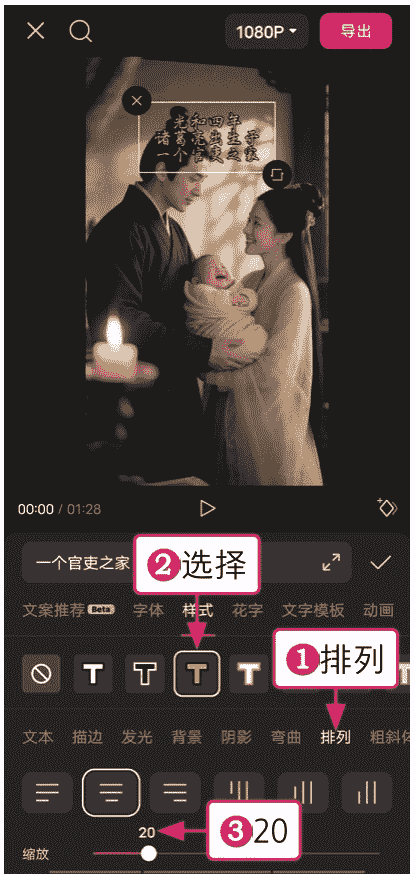 1080P
导出
光和四年
诸葛亮出生于
一个官吏之家
00:00 / 01:28
一个官吏之家
❷选择
文案推荐 Beta 字体 样式 花字 文字模板 动画
❶排列
文本 描边 发光 背景 阴影 弯曲 排列 粗斜体
20
❸20
缩放